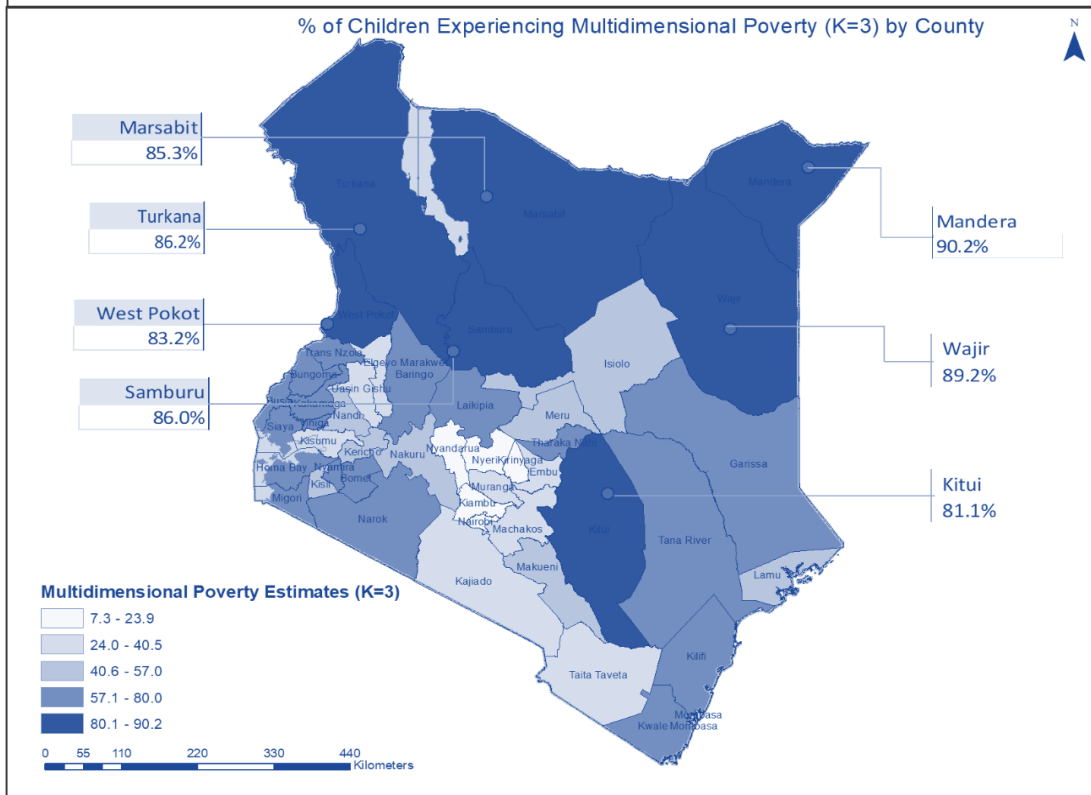 % of Children Experiencing Multidimensional Poverty (K=3) by County
N
Marsabit
85.3%
Turkana
86.2%
West Pokot
83.2%
Samburu
86.0%
Mandera
90.2%
Wajir
89.2%
Kitui
81.1%
Turkana
Marsabit
Mandera
Waje
West Pokot
Samburu
Isiolo
Trans Nzoia
Elgeyo Marakwet
Bungoma
Baringo
Uasin Gishu
Kakamega
Laikipia
Meru
Nandi
Siaya
Kisumu
Kericho
Nakuru
Nyandarua
Tharaka Nithi
Nyeri
Kirinyaga
Embu
Garissa
Homa Bay
Nyamira
Kisii
Bomet
Muranga
Migori
Kiambu
Narok
Nairobi
Machakos
Kitui
Tana River
Makueni
Kajiado
Lamu
Kilifi
Taita Taveta
Mombasa
Kwale
Mombasa
Multidimensional Poverty Estimates (K=3)
7.3 - 23.9
24.0 - 40.5
40.6 - 57.0
57.1 - 80.0
80.1 - 90.2
0 55 110 220 330 440
Kilometers